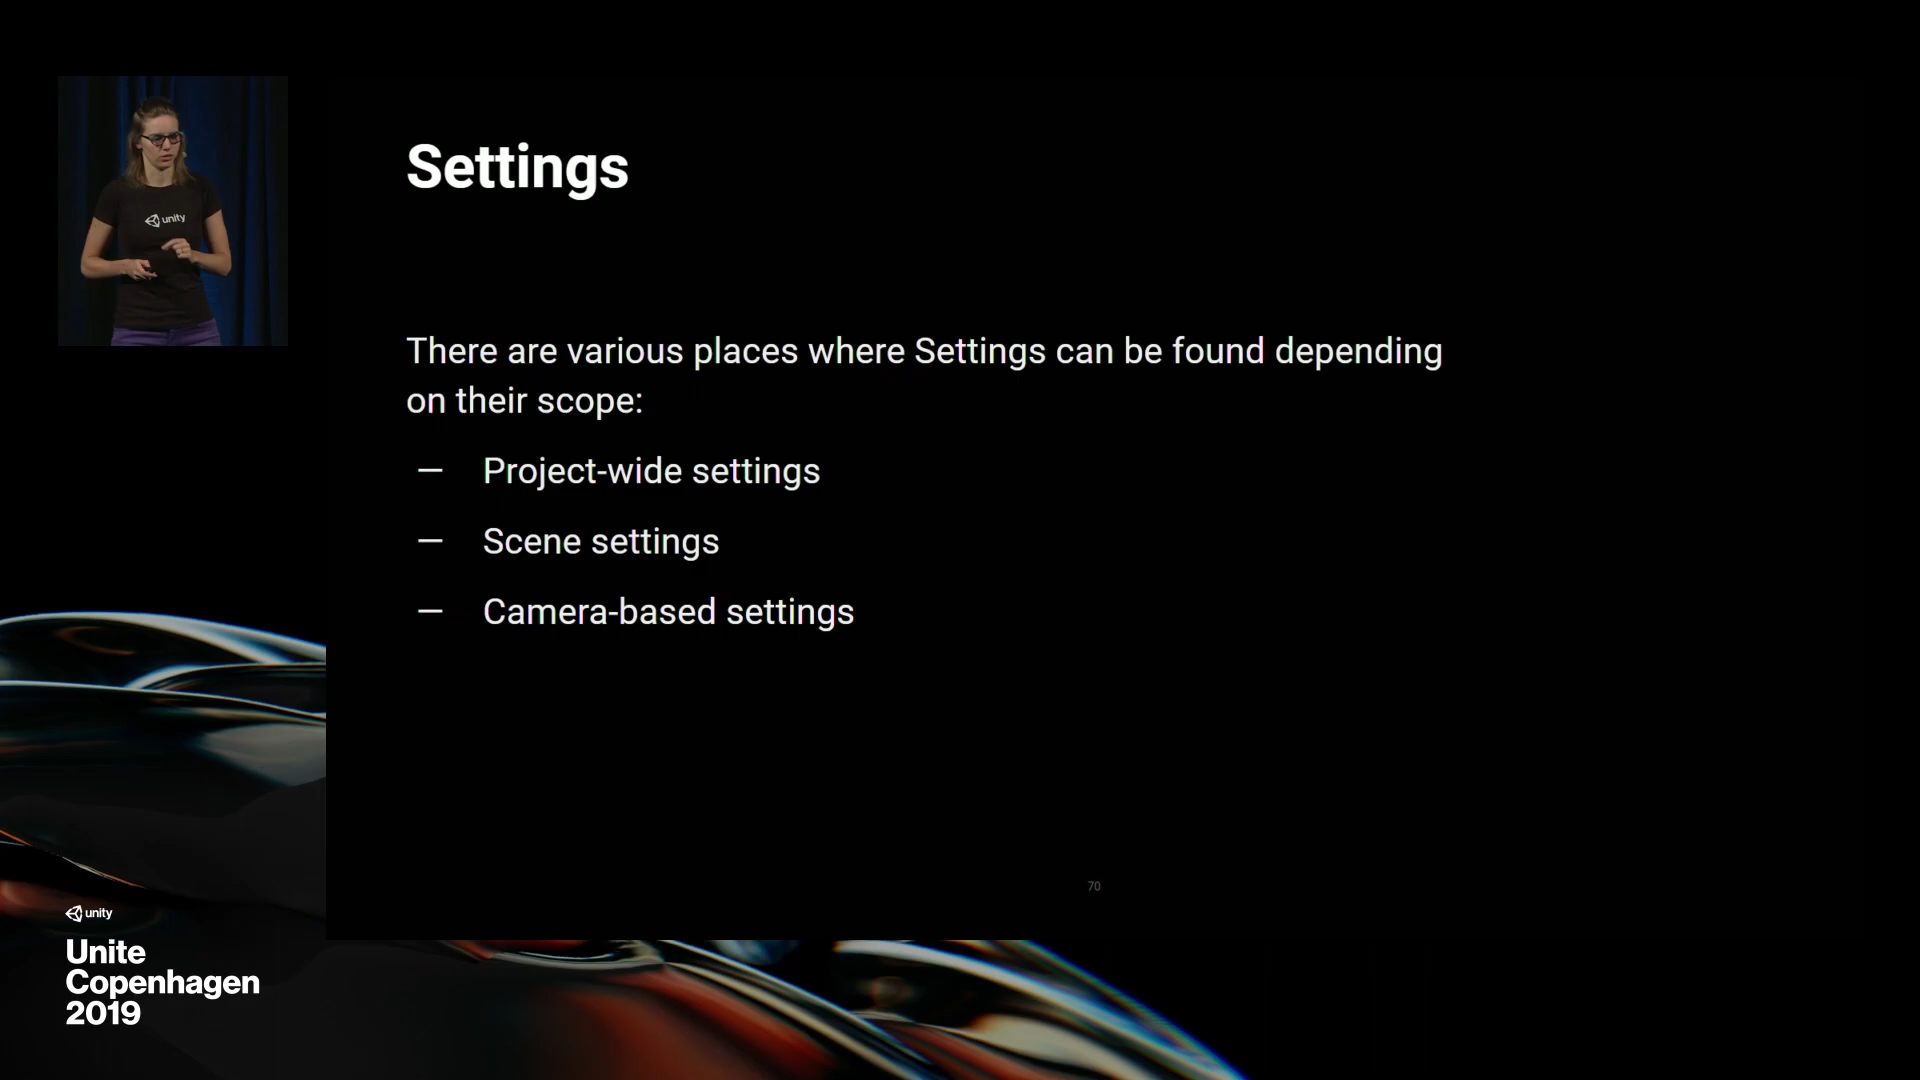 unity
Settings
There are various places where Settings can be found depending
on their scope:
— Project-wide settings
— Scene settings
— Camera-based settings
70
unity
Unite
Copenhagen
2019